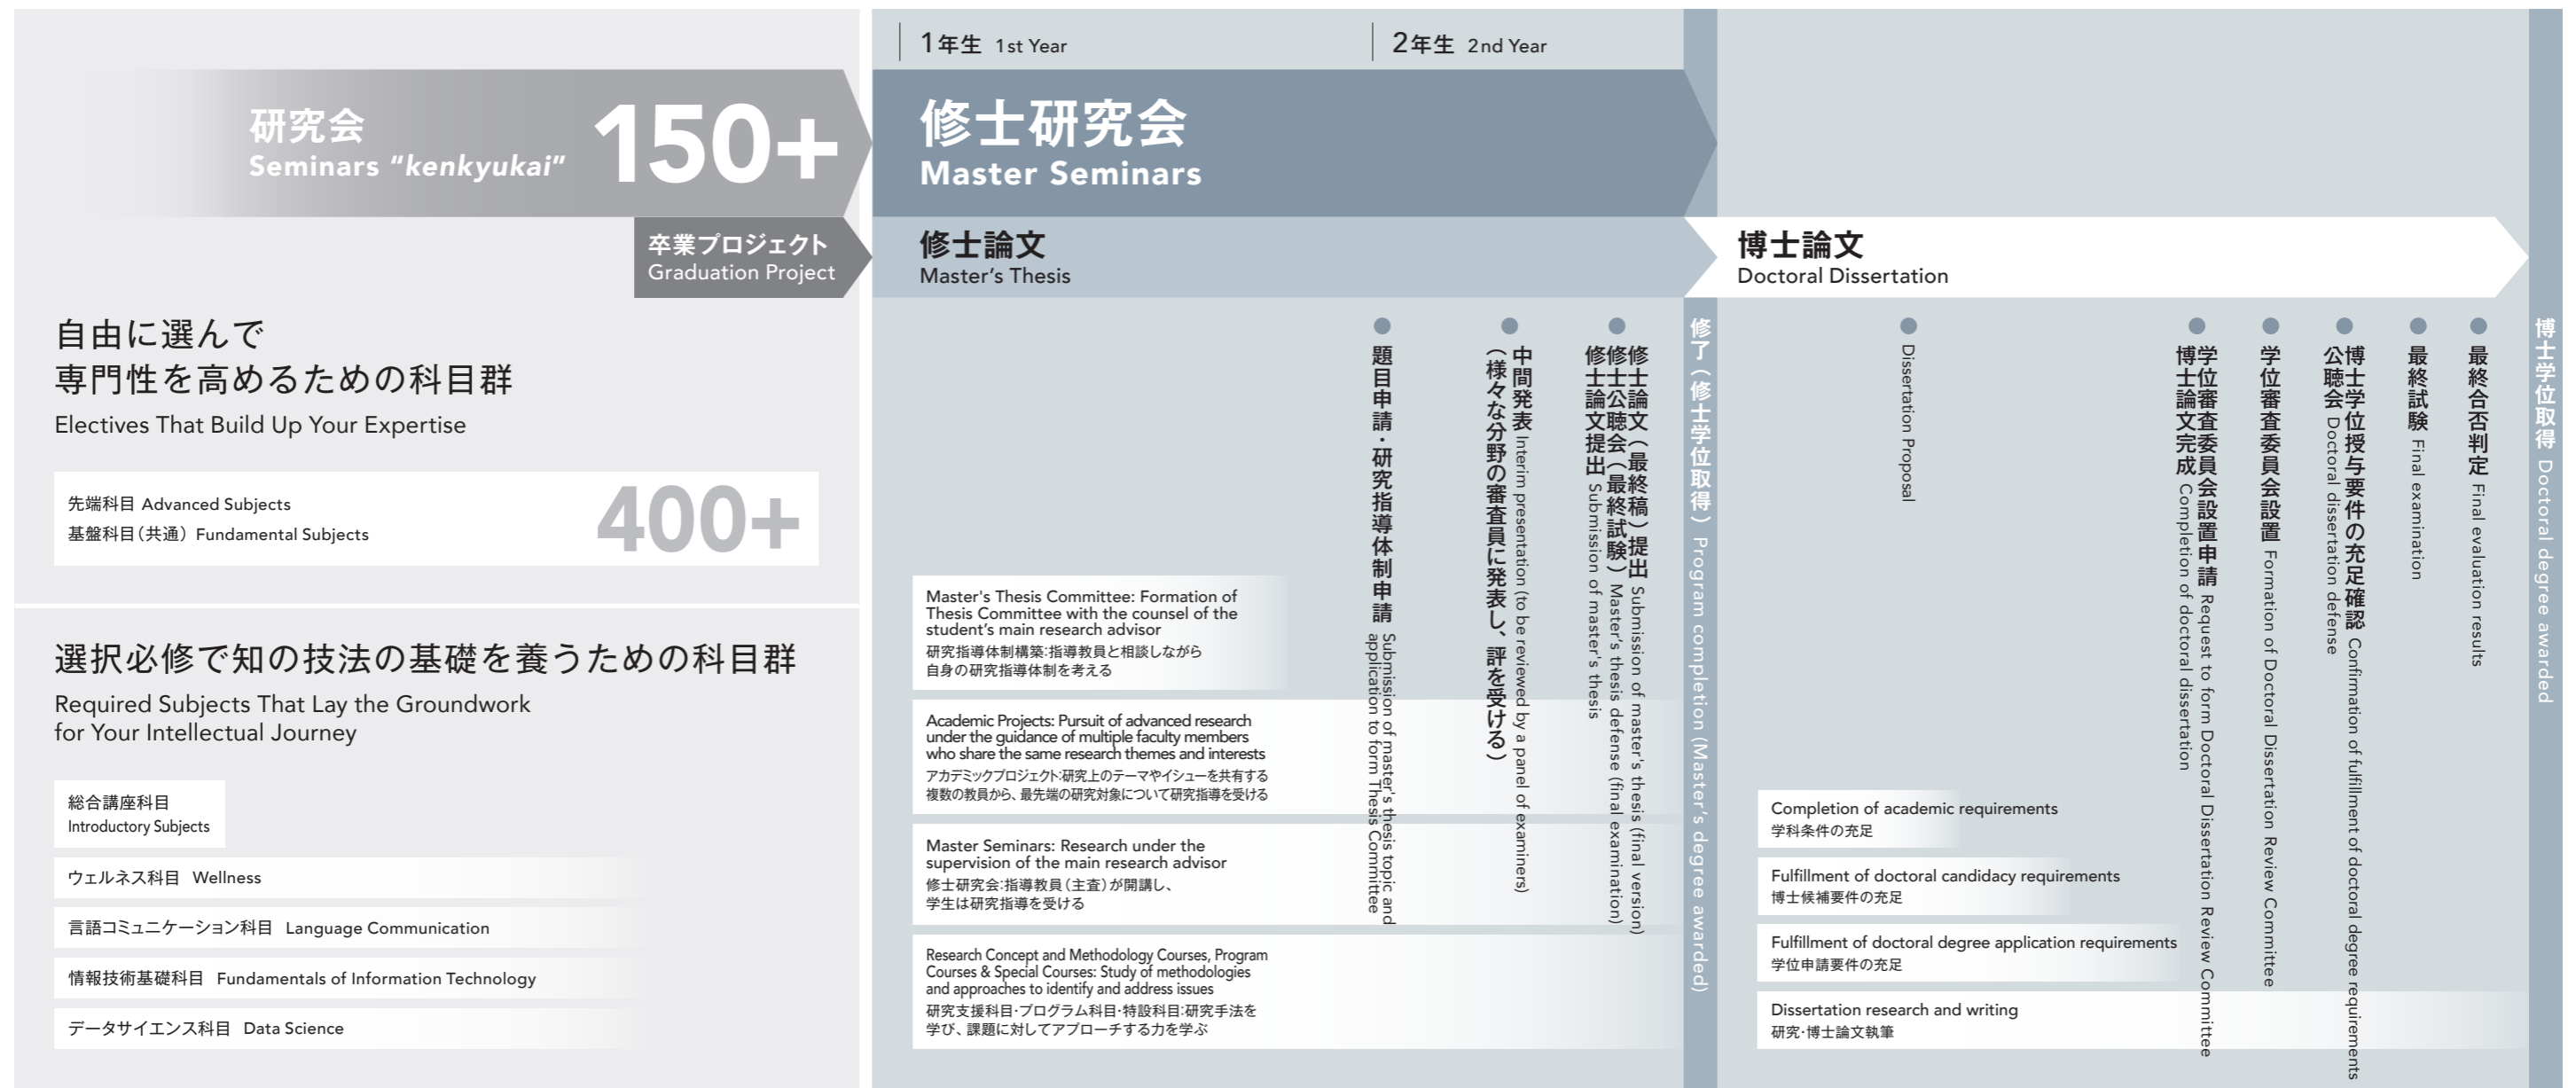 研究会
Seminars “kenkyukai”
150+
卒業プロジェクト
Graduation Project
自由に選んで
専門性を高めるための科目群
Electives That Build Up Your Expertise
先端科目 Advanced Subjects
基盤科目（共通） Fundamental Subjects
400+
選択必修で知の技法の基礎を養うための科目群
Required Subjects That Lay the Groundwork
for Your Intellectual Journey
総合講座科目
Introductory Subjects
ウェルネス科目 Wellness
言語コミュニケーション科目 Language Communication
情報技術基礎科目 Fundamentals of Information Technology
データサイエンス科目 Data Science
1年生 1st Year
2年生 2nd Year
修士研究会
Master Seminars
修士論文
Master’s Thesis
題目申請・研究指導体制申請 Submission of master's thesis topic and
application to form Thesis Committee
中間発表 Interim presentation (to be reviewed by a panel of examiners)
（様々な分野の審査員に発表し、評を受ける）
修士論文（最終稿）提出 Submission of master's thesis (final version)
修士公聴会（最終試験） Master's thesis defense (final examination)
修士論文提出 Submission of master's thesis
Master's Thesis Committee: Formation of
Thesis Committee with the counsel of the
student’s main research advisor
研究指導体制構築：指導教員と相談しながら
自身の研究指導体制を考える
Academic Projects: Pursuit of advanced research
under the guidance of multiple faculty members
who share the same research themes and interests
アカデミックプロジェクト：研究上のテーマやイシューを共有する
複数の教員から、最先端の研究対象について研究指導を受ける
Master Seminars: Research under the
supervision of the main research advisor
修士研究会：指導教員（主査）が開講し、
学生は研究指導を受ける
Research Concept and Methodology Courses, Program
Courses & Special Courses: Study of methodologies
and approaches to identify and address issues
研究支援科目・プログラム科目・特設科目：研究手法を
学び、課題に対してアプローチする力を学ぶ
修了（修士学位取得） Program completion (Master’s degree awarded)
博士論文
Doctoral Dissertation
Dissertation Proposal
学位審査委員会設置申請 Request to form Doctoral Dissertation Review Committee
博士論文完成 Completion of doctoral dissertation
学位審査委員会設置 Formation of Doctoral Dissertation Review Committee
博士学位授与要件の充足確認 Confirmation of fulfillment of doctoral degree requirements
公聴会 Doctoral dissertation defense
最終試験 Final examination
最終合否判定 Final evaluation results
Completion of academic requirements
学科条件の充足
Fulfillment of doctoral candidacy requirements
博士候補要件の充足
Fulfillment of doctoral degree application requirements
学位申請要件の充足
Dissertation research and writing
研究・博士論文執筆
博士学位取得 Doctoral degree awarded